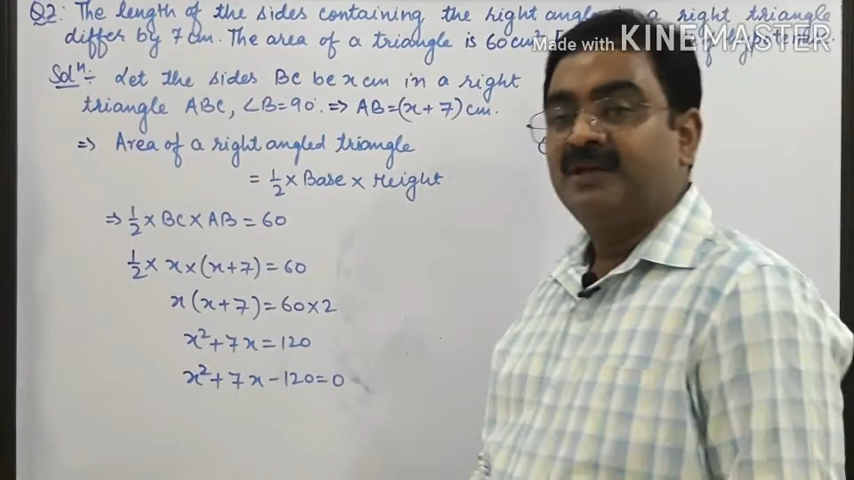 Q2: The length of the sides containing the right angle a right triangle
differ by 7 cm. The area of a triangle is 60 cm²
Made with KINEMASTER
Solⁿ:- Let the sides BC be x cm in a right
triangle ABC, ∠B=90. ⇒ AB=(x+7)cm.
⇒ Area of a right angled triangle
= 1/2 × Base × Height
⇒ 1/2 × BC × AB = 60
1/2 × x × (x+7) = 60
x(x+7) = 60×2
x²+7x = 120
x²+7x-120=0